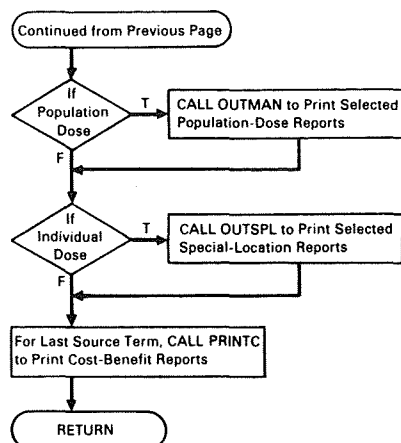 Continued from Previous Page
If
Population
Dose
T
CALL OUTMAN to Print Selected
Population-Dose Reports
F
If
Individual
Dose
T
CALL OUTSPL to Print Selected
Special-Location Reports
F
For Last Source Term, CALL PRINTC
to Print Cost-Benefit Reports
RETURN